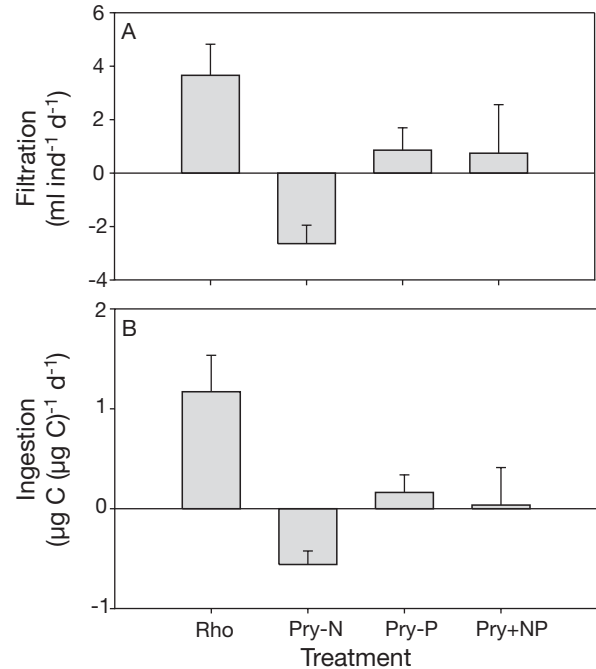 A
6
4
2
0
-2
-4
Filtration
(ml ind-1 d-1)
B
2
1
0
-1
Ingestion
(µg C (µg C)-1 d-1)
Rho Pry-N Pry-P Pry+NP
Treatment